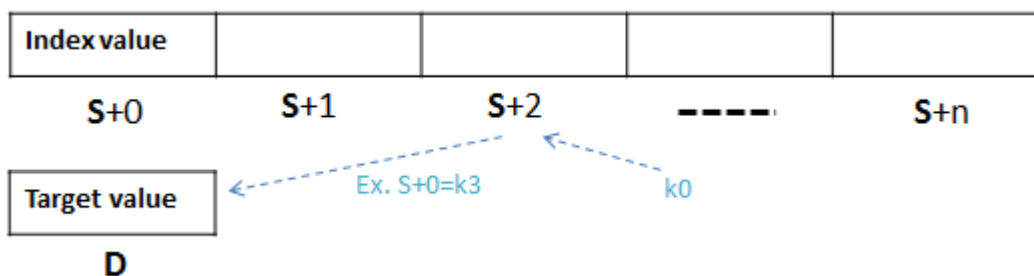 Index value
S+0 S+1 S+2 ---- S+n
Ex. S+0=k3 k0
Target value
D